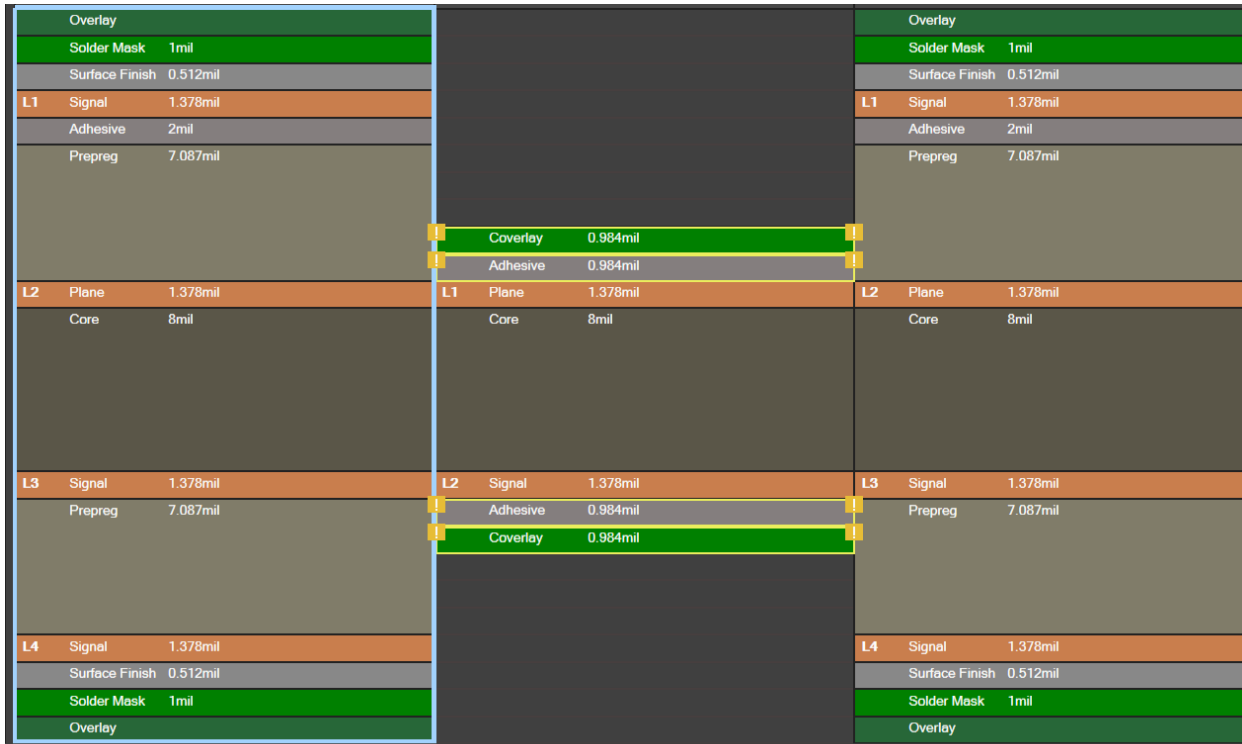 Overlay Overlay
Solder Mask 1mil Solder Mask 1mil
Surface Finish 0.512mil Surface Finish 0.512mil
L1 Signal 1.378mil L1 Signal 1.378mil
Adhesive 2mil Adhesive 2mil
Prepreg 7.087mil Prepreg 7.087mil
! Coverlay 0.984mil !
! Adhesive 0.984mil !
L2 Plane 1.378mil L1 Plane 1.378mil L2 Plane 1.378mil
Core 8mil Core 8mil Core 8mil
L3 Signal 1.378mil L2 Signal 1.378mil L3 Signal 1.378mil
Prepreg 7.087mil ! Adhesive 0.984mil ! Prepreg 7.087mil
! Coverlay 0.984mil !
L4 Signal 1.378mil L4 Signal 1.378mil
Surface Finish 0.512mil Surface Finish 0.512mil
Solder Mask 1mil Solder Mask 1mil
Overlay Overlay